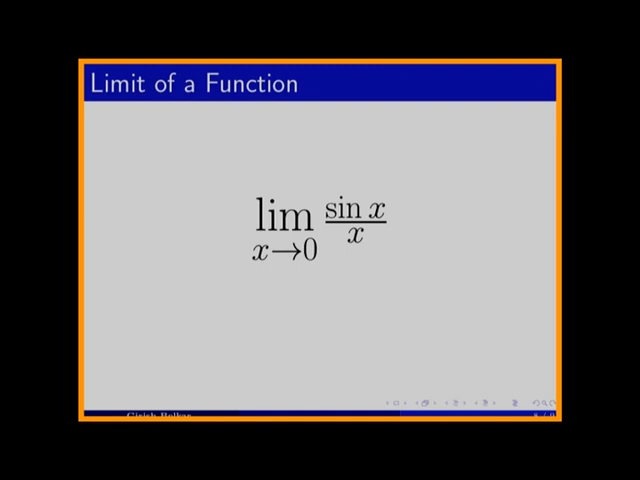 Limit of a Function
lim sin x
x→0 x